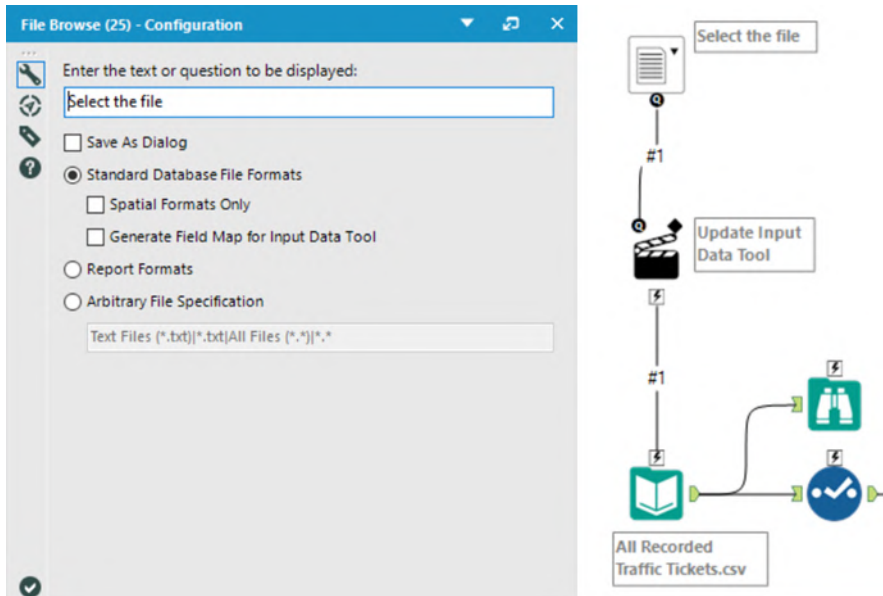 File Browse (25) - Configuration
Enter the text or question to be displayed:
Select the file
Save As Dialog
Standard Database File Formats
Spatial Formats Only
Generate Field Map for Input Data Tool
Report Formats
Arbitrary File Specification
Text Files (*.txt)|*.txt|All Files (*.*)|*.*
Select the file
Q
#1
Q
Update Input
Data Tool
#1
All Recorded
Traffic Tickets.csv